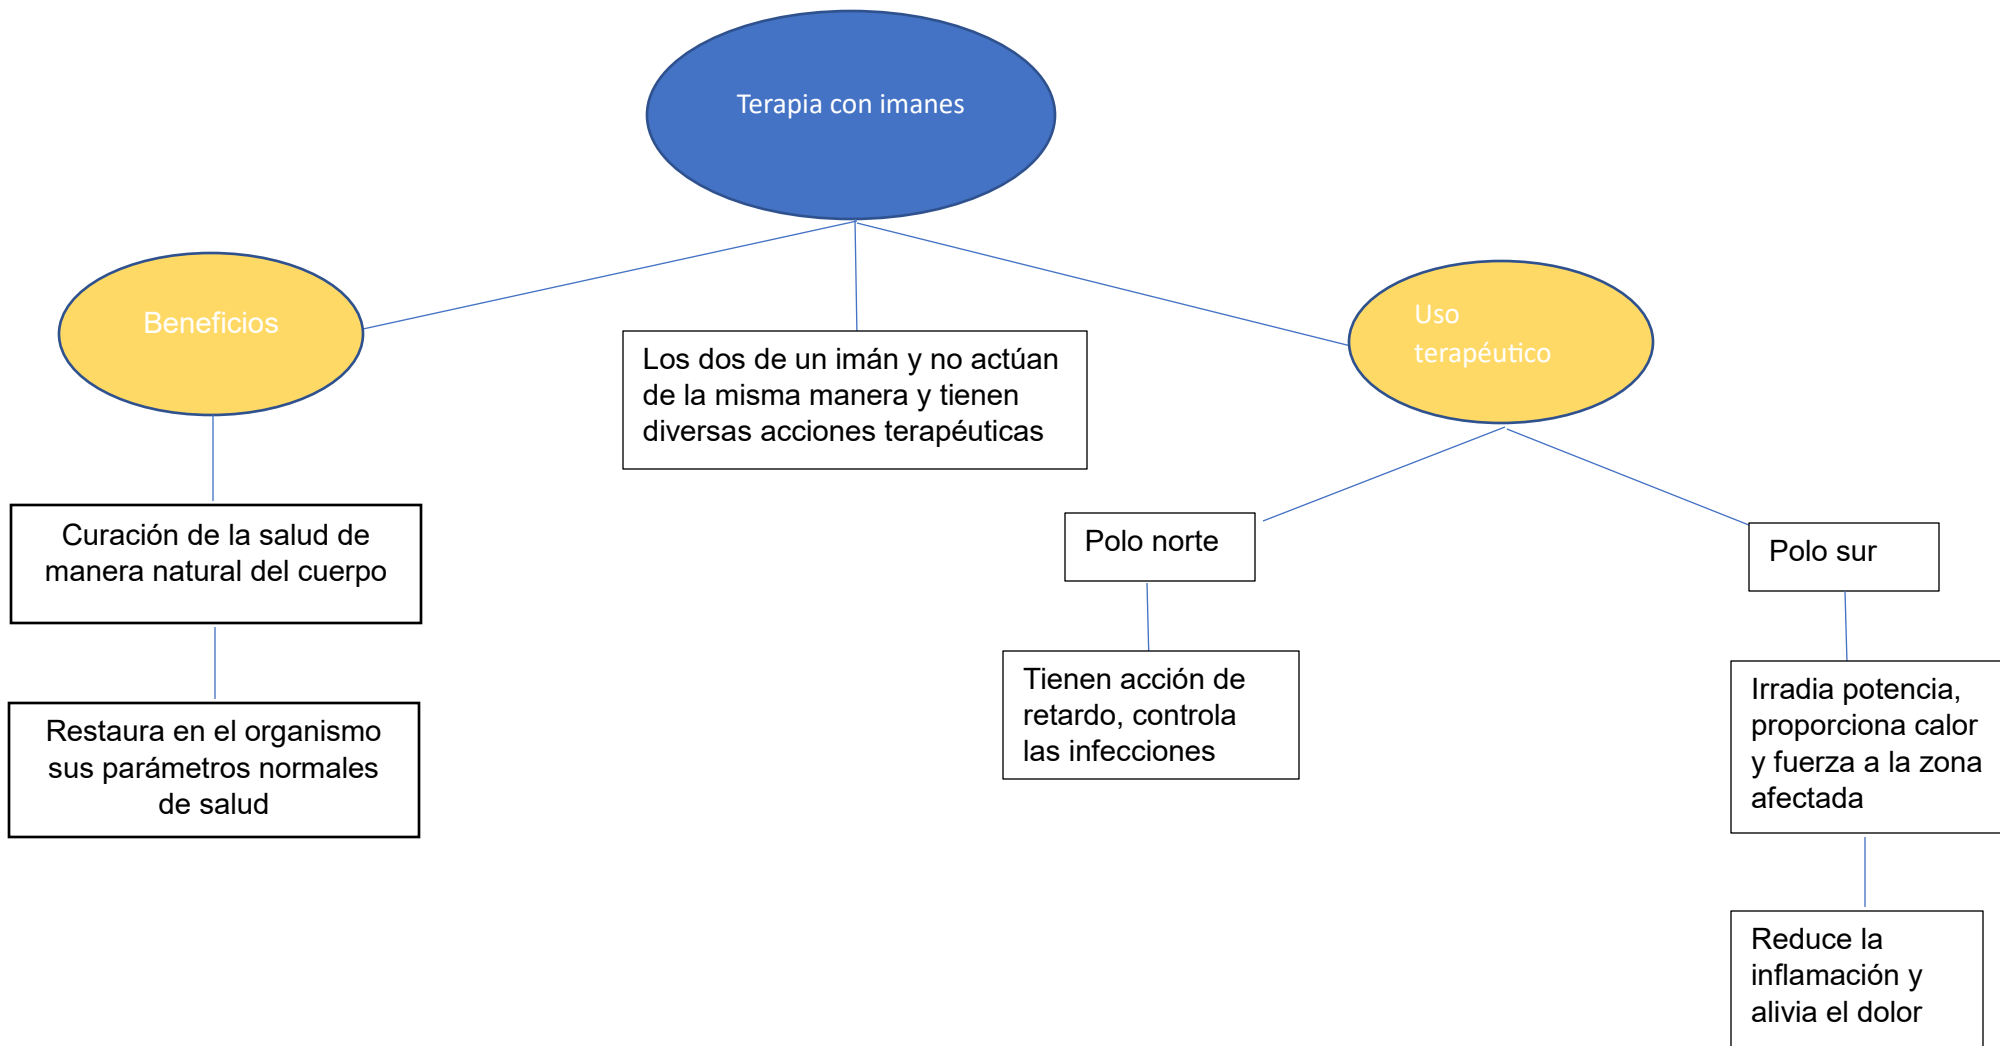 Terapia con imanes
Beneficios
Los dos de un imán y no actúan
de la misma manera y tienen
diversas acciones terapéuticas
Uso
terapéutico
Curación de la salud de
manera natural del cuerpo
Restaura en el organismo
sus parámetros normales
de salud
Polo norte
Tienen acción de
retardo, controla
las infecciones
Polo sur
Irradia potencia,
proporciona calor
y fuerza a la zona
afectada
Reduce la
inflamación y
alivia el dolor